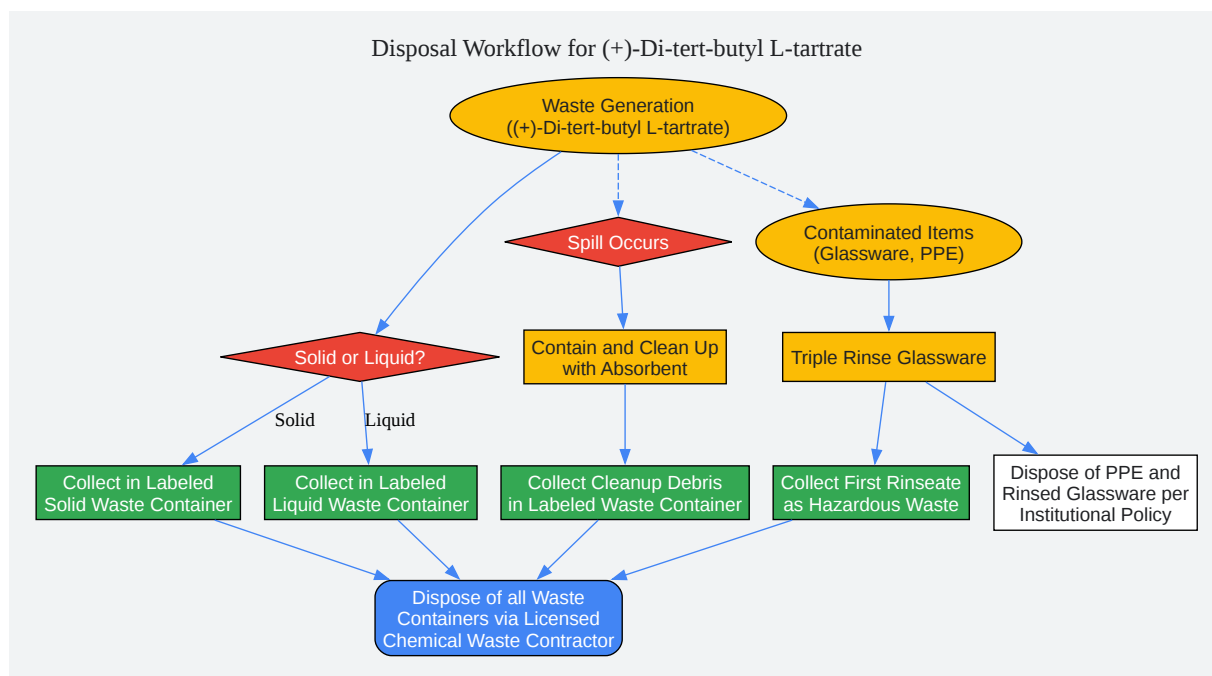 Disposal Workflow for (+)-Di-tert-butyl L-tartrate
Waste Generation
((+)-Di-tert-butyl L-tartrate)
Spill Occurs
Contaminated Items
(Glassware, PPE)
Solid or Liquid?
Contain and Clean Up
with Absorbent
Triple Rinse Glassware
Solid
Liquid
Collect in Labeled
Solid Waste Container
Collect in Labeled
Liquid Waste Container
Collect Cleanup Debris
in Labeled Waste Container
Collect First Rinseate
as Hazardous Waste
Dispose of PPE and
Rinsed Glassware per
Institutional Policy
Dispose of all Waste
Containers via Licensed
Chemical Waste Contractor